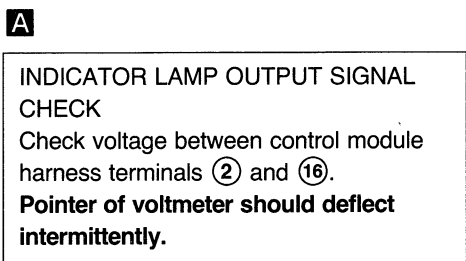 A
INDICATOR LAMP OUTPUT SIGNAL
CHECK
Check voltage between control module
harness terminals ② and ⑯.
Pointer of voltmeter should deflect
intermittently.